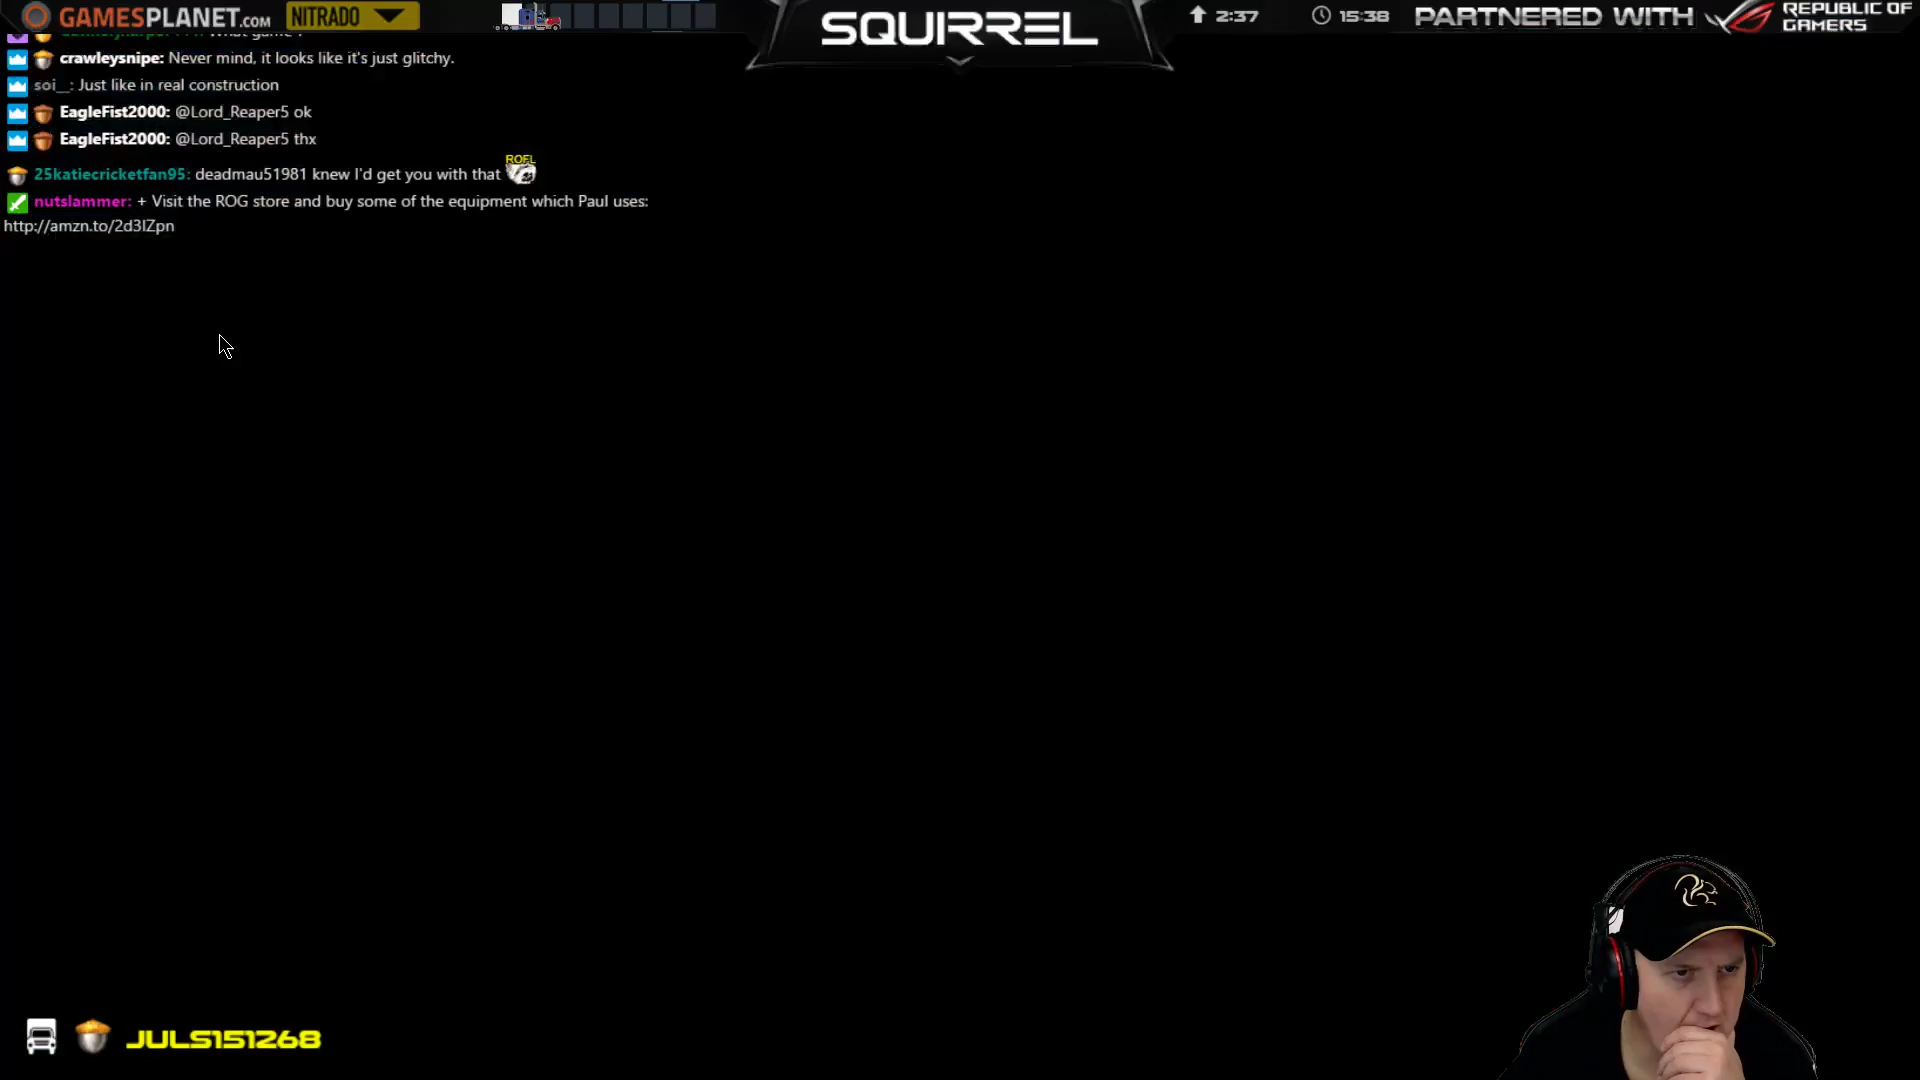 GAMESPLANET.COM NITRADO SQUIRREL 2:37 15:38 PARTNERED WITH REPUBLIC OF GAMERS
crawleysnipe: Never mind, it looks like it's just glitchy.
soi__: Just like in real construction
EagleFist2000: @Lord_Reaper5 ok
EagleFist2000: @Lord_Reaper5 thx
25katiecricketfan95: deadmau51981 knew I'd get you with that ROFL
nutslammer: + Visit the ROG store and buy some of the equipment which Paul uses:
http://amzn.to/2d3lZpn
JULS151268